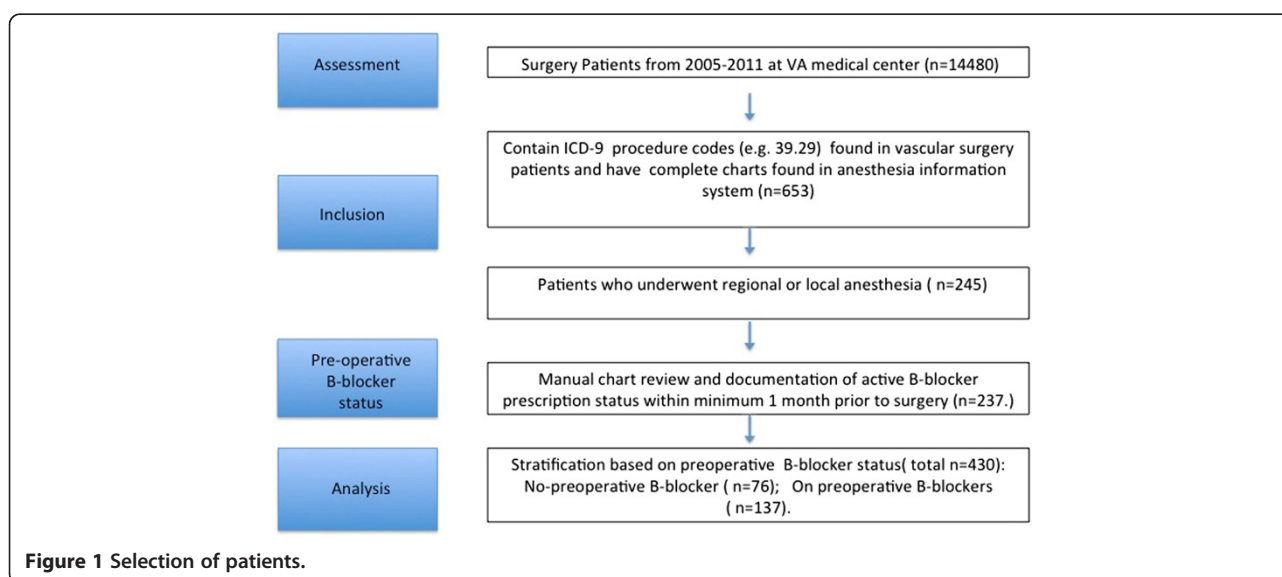 Assessment
Surgery Patients from 2005-2011 at VA medical center (n=14480)
Contain ICD-9 procedure codes (e.g. 39.29) found in vascular surgery
patients and have complete charts found in anesthesia information
system (n=653)
Inclusion
Patients who underwent regional or local anesthesia ( n=245)
Pre-operative
B-blocker
status
Manual chart review and documentation of active B-blocker
prescription status within minimum 1 month prior to surgery (n=237.)
Analysis
Stratification based on preoperative B-blocker status( total n=430):
No-preoperative B-blocker ( n=76); On preoperative B-blockers
( n=137).
Figure 1 Selection of patients.